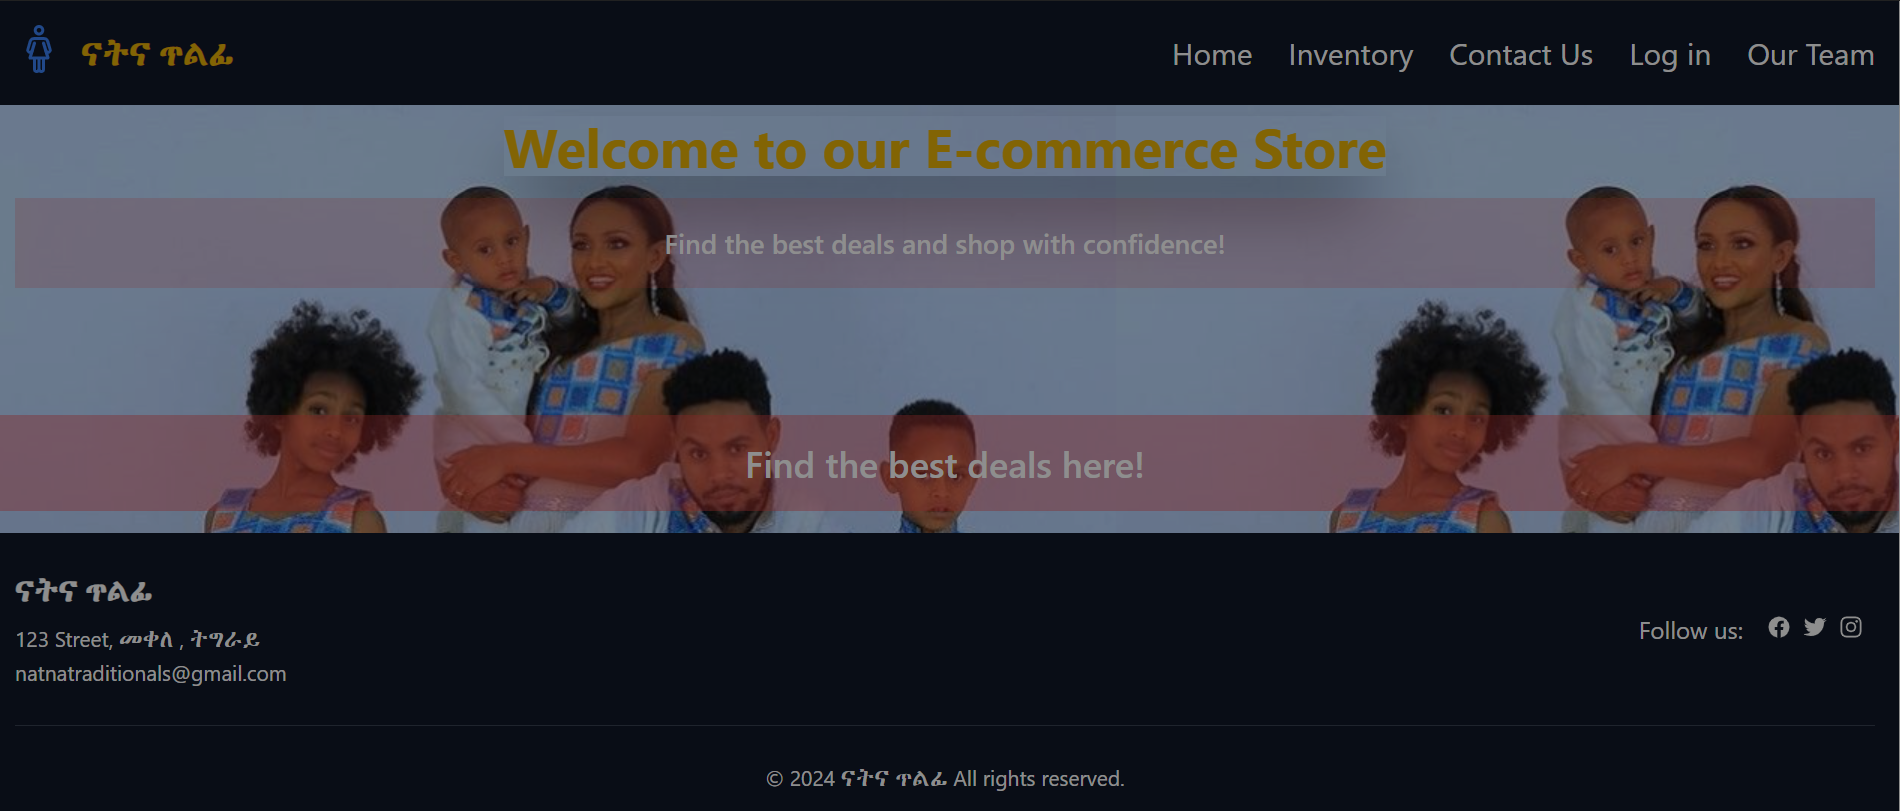 ናትና ጥልፊ
Home Inventory Contact Us Log in Our Team
Welcome to our E-commerce Store
Find the best deals and shop with confidence!
Find the best deals here!
ናትና ጥልፊ
123 Street, መቀለ , ትግራይ
Follow us:
natnatraditionals@gmail.com
© 2024 ናትና ጥልፊ All rights reserved.